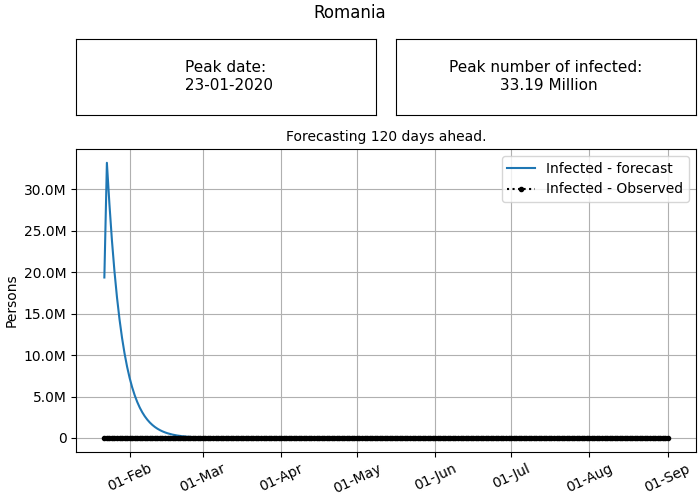 Romania
Peak date:
23-01-2020
Peak number of infected:
33.19 Million
Forecasting 120 days ahead.
Infected - forecast
Infected - Observed
Persons
30.0M
25.0M
20.0M
15.0M
10.0M
5.0M
0
01-Feb
01-Mar
01-Apr
01-May
01-Jun
01-Jul
01-Aug
01-Sep